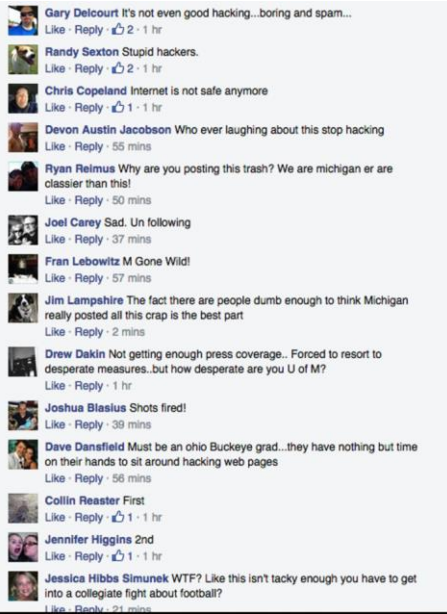 Gary Delcourt It's not even good hacking...boring and spam...
Like · Reply · 2 · 1 hr
Randy Sexton Stupid hackers.
Like · Reply · 2 · 1 hr
Chris Copeland Internet is not safe anymore
Like · Reply · 1 · 1 hr
Devon Austin Jacobson Who ever laughing about this stop hacking
Like · Reply · 55 mins
Ryan Reimus Why are you posting this trash? We are michigan er are
classier than this!
Like · Reply · 50 mins
Joel Carey Sad. Un following
Like · Reply · 37 mins
Fran Lebowitz M Gone Wild!
Like · Reply · 57 mins
Jim Lampshire The fact there are people dumb enough to think Michigan
really posted all this crap is the best part
Like · Reply · 2 mins
Drew Dakin Not getting enough press coverage.. Forced to resort to
desperate measures..but how desperate are you U of M?
Like · Reply · 1 hr
Joshua Blasius Shots fired!
Like · Reply · 39 mins
Dave Dansfield Must be an ohio Buckeye grad...they have nothing but time
on their hands to sit around hacking web pages
Like · Reply · 56 mins
Collin Reaster First
Like · Reply · 1 · 1 hr
Jennifer Higgins 2nd
Like · Reply · 1 · 1 hr
Jessica Hibbs Simunek WTF? Like this isn't tacky enough you have to get
into a collegiate fight about football?
Like · Reply · 21 mins